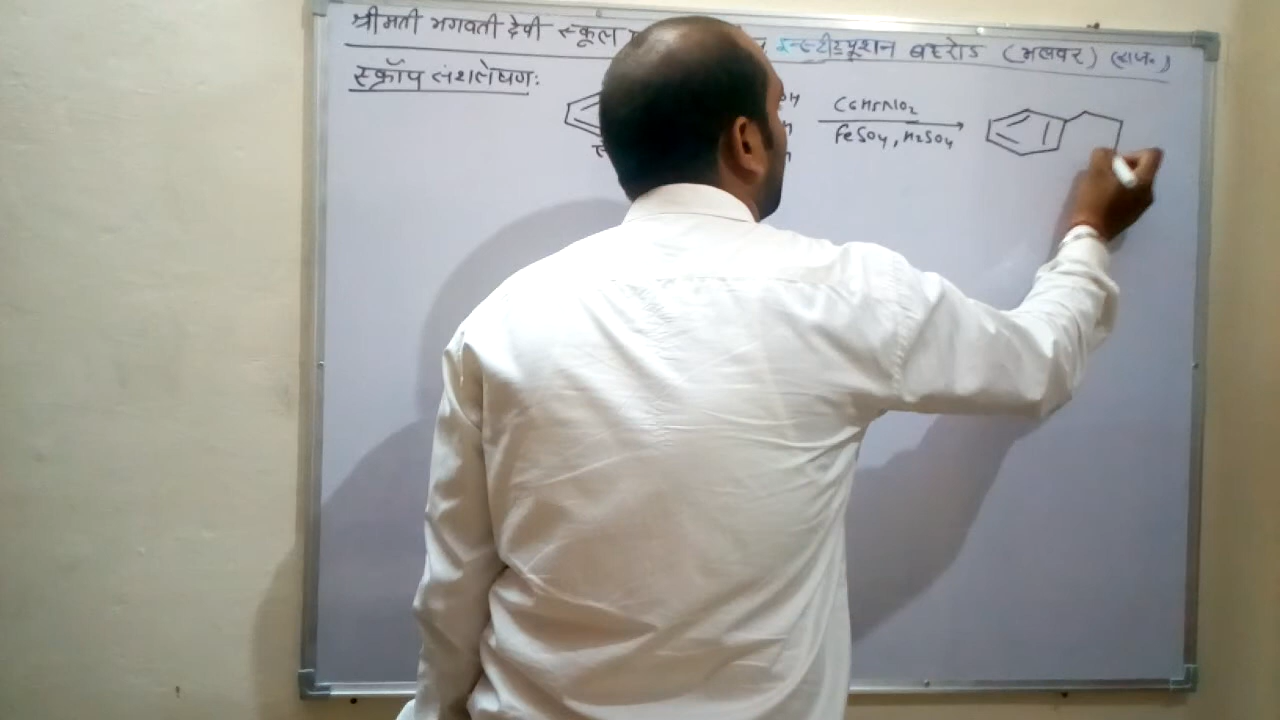 श्रीमती भगवती देवी स्कूल इन्स्टीट्यूशन बहरोड (अलवर) (राज.)
स्क्रॉप संश्लेषण:
C6H5NO2
FeSO4, H2SO4